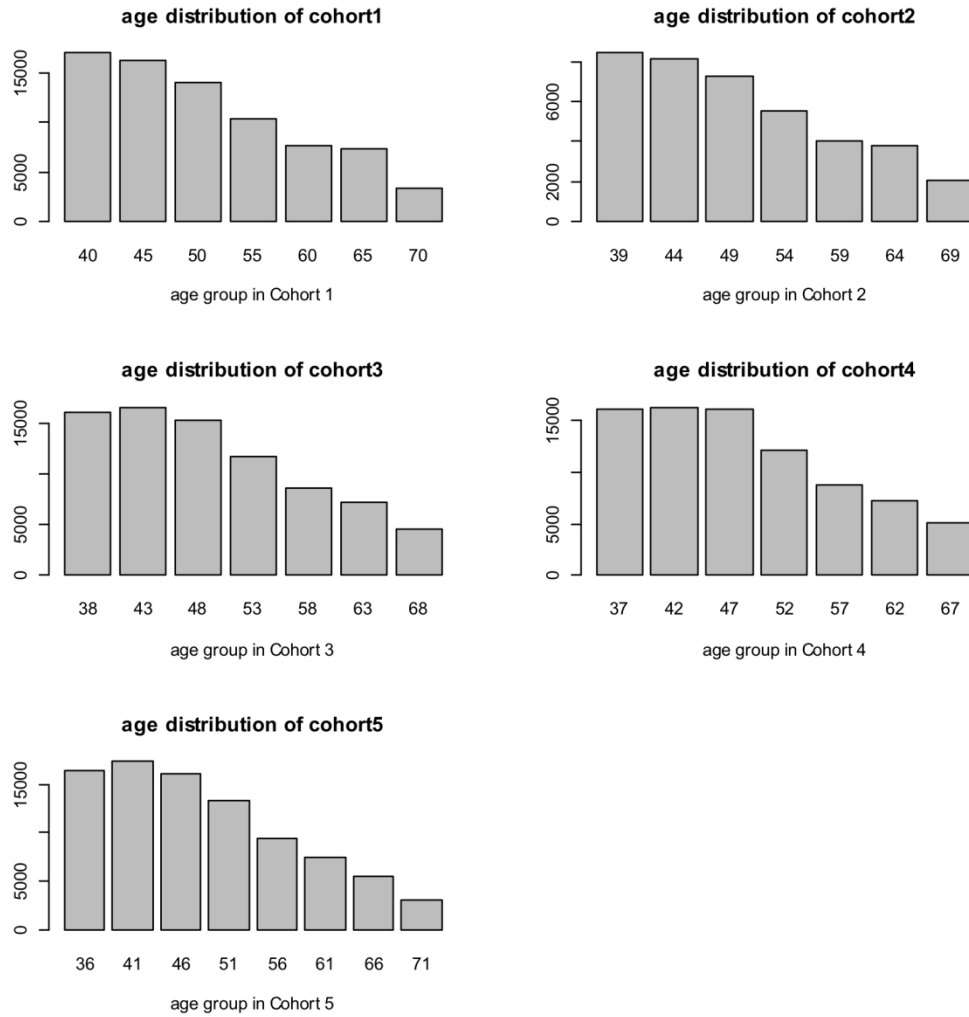 age distribution of cohort1
15000
5000
0
40 45 50 55 60 65 70
age group in Cohort 1
age distribution of cohort2
6000
2000
0
39 44 49 54 59 64 69
age group in Cohort 2
age distribution of cohort3
15000
5000
0
38 43 48 53 58 63 68
age group in Cohort 3
age distribution of cohort4
15000
5000
0
37 42 47 52 57 62 67
age group in Cohort 4
age distribution of cohort5
15000
5000
0
36 41 46 51 56 61 66 71
age group in Cohort 5